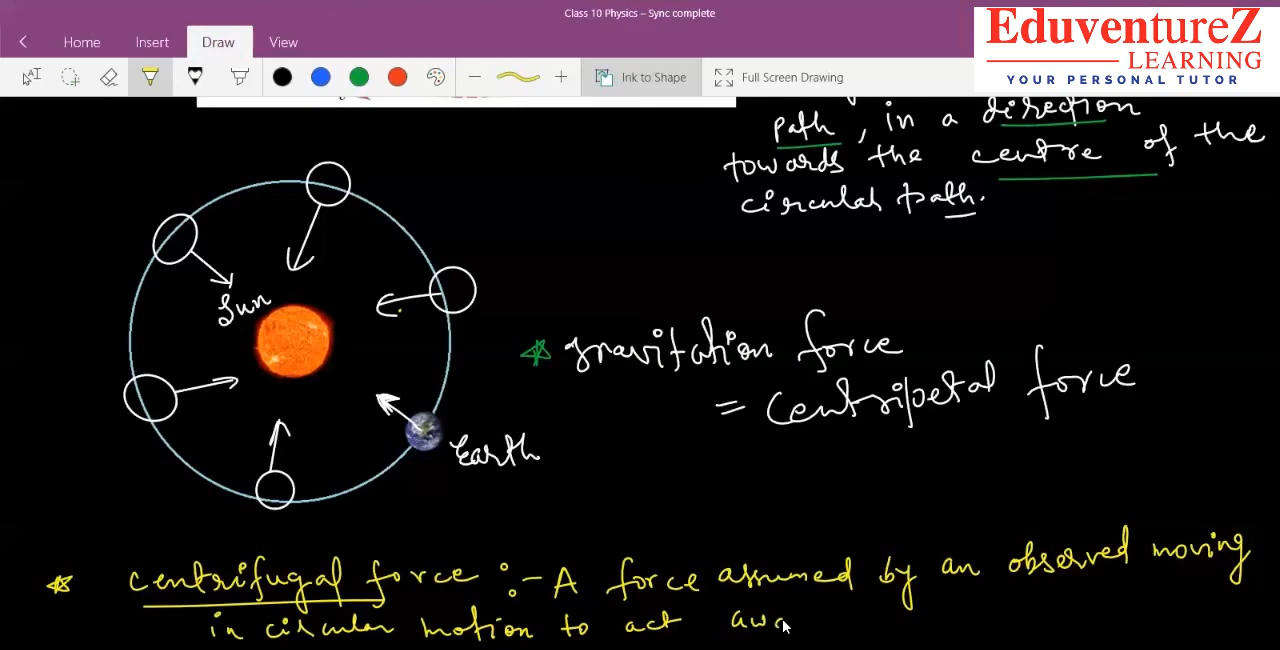 Class 10 Physics – Sync complete
Home Insert Draw View
Ink to Shape Full Screen Drawing
EduventureZ
LEARNING
YOUR PERSONAL TUTOR
path, in a direction
towards the centre of the
circular path.
Sun
Earth
gravitation force
= centripetal force
centrifugal force :- A force assumed by an observed moving
in circular motion to act awa